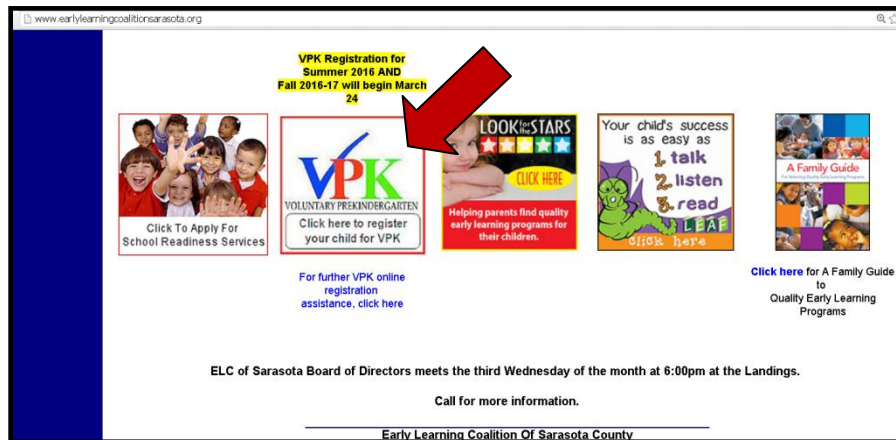 www.earlylearningcoalitionsarasota.org
VPK Registration for
Summer 2016 AND
Fall 2016-17 will begin March
24
Click To Apply For
School Readiness Services
VPK
VOLUNTARY PREKINDERGARTEN
Click here to register
your child for VPK
For further VPK online
registration
assistance, click here
LOOK for the STARS
CLICK HERE
Helping parents find quality
early learning programs for
their children.
Your child's success
is as easy as
1. talk
2. listen
3. read
LEAF
click here
A Family Guide
For Selecting Quality Early Learning Programs
Click here for A Family Guide
to
Quality Early Learning
Programs
ELC of Sarasota Board of Directors meets the third Wednesday of the month at 6:00pm at the Landings.
Call for more information.
Early Learning Coalition Of Sarasota County